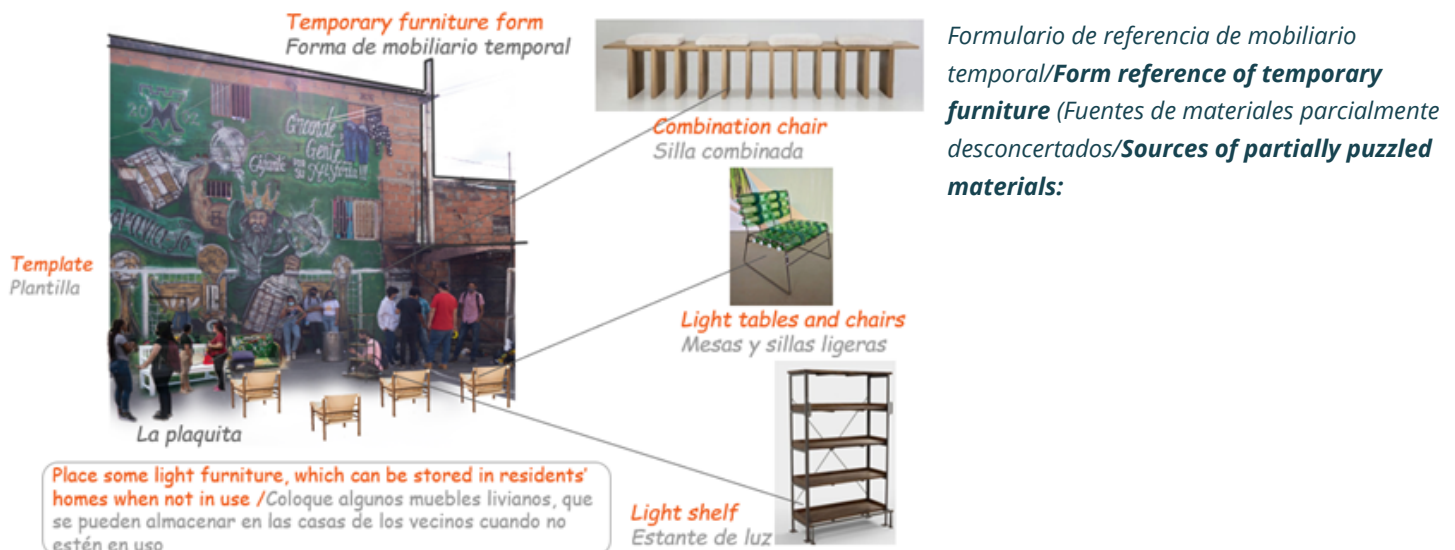 Temporary furniture form
Forma de mobiliario temporal
Grande
Gente
Combination chair
Silla combinada
Template
Plantilla
Light tables and chairs
Mesas y sillas ligeras
La plaquita
Place some light furniture, which can be stored in residents'
homes when not in use /Coloque algunos muebles livianos, que
se pueden almacenar en las casas de los vecinos cuando no
estén en uso
Light shelf
Estante de luz
Formulario de referencia de mobiliario
temporal/Form reference of temporary
furniture (Fuentes de materiales parcialmente
desconcertados/Sources of partially puzzled
materials: